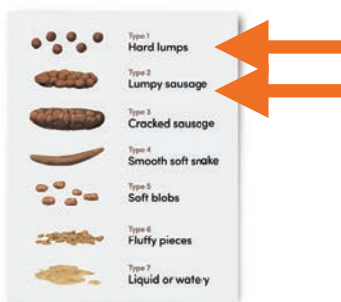 Type 1
Hard lumps
Type 2
Lumpy sausage
Type 3
Cracked sausage
Type 4
Smooth soft snake
Type 5
Soft blobs
Type 6
Fluffy pieces
Type 7
Liquid or watery